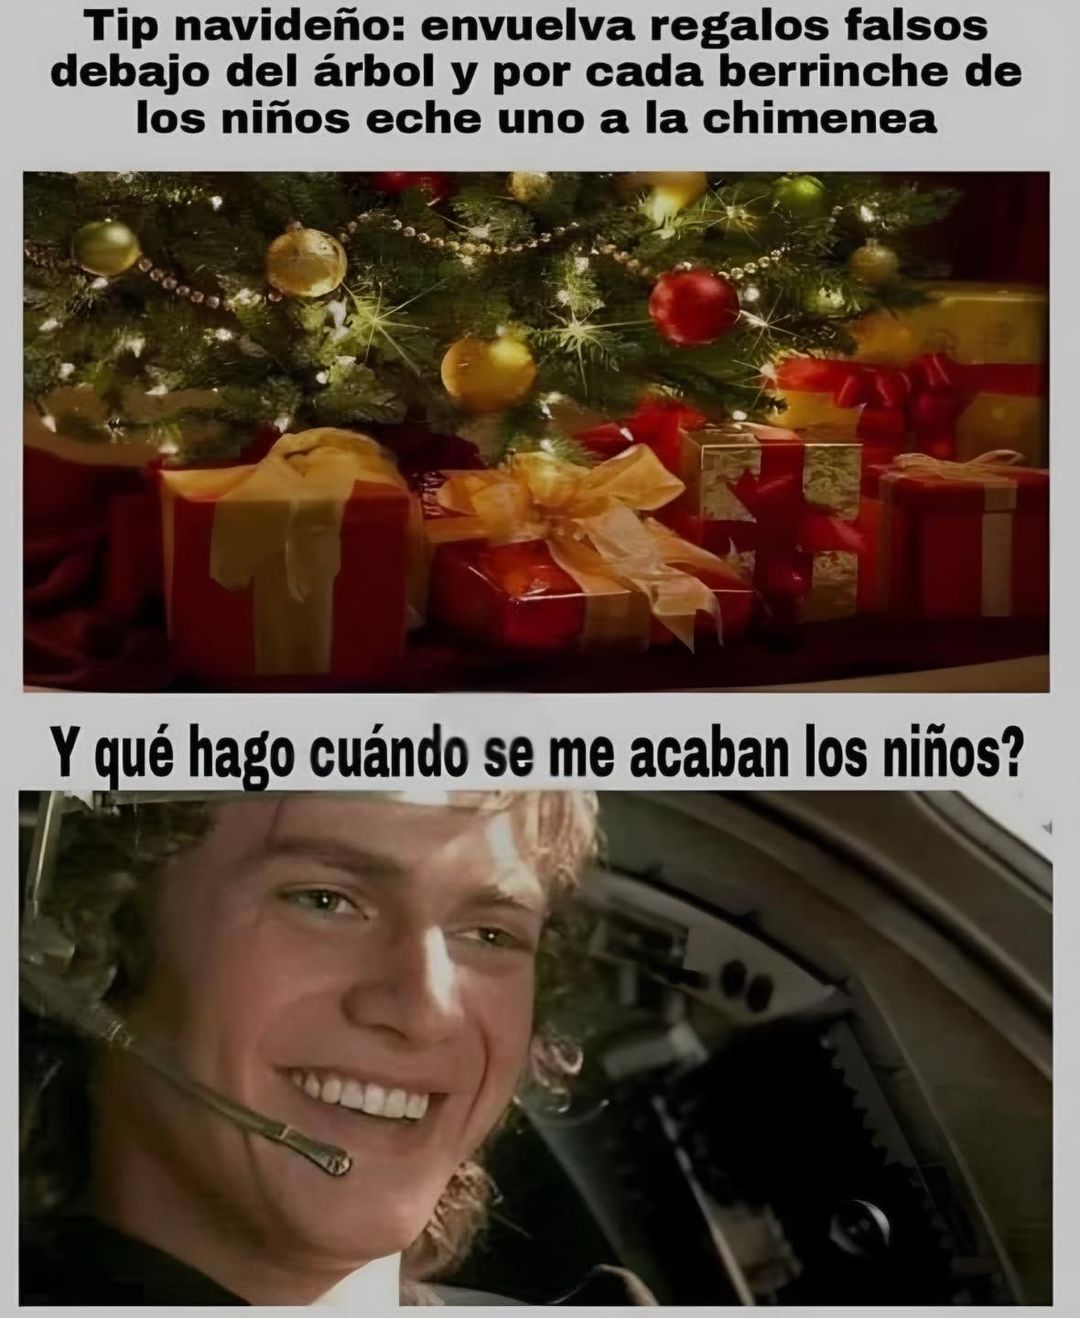 Tip navideño: envuelva regalos falsos
debajo del árbol y por cada berrinche de
los niños eche uno a la chimenea
Y qué hago cuándo se me acaban los niños?